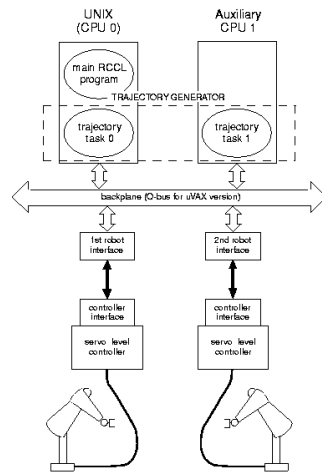 UNIX
(CPU 0)
Auxiliary
CPU 1
main RCCL
program
TRAJECTORY GENERATOR
trajectory
task 0
trajectory
task 1
backplane (Q-bus for uVAX version)
1st robot
interface
2nd robot
interface
controller
interface
controller
interface
servo level
controller
servo level
controller